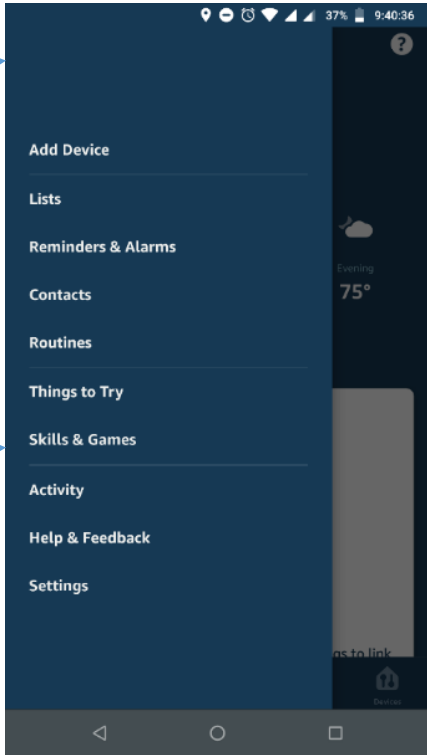 37% 9:40:36
?
Add Device
Lists
Reminders & Alarms
Evening
Contacts
75°
Routines
Things to Try
Skills & Games
Activity
Help & Feedback
Settings
gs to link
Devices